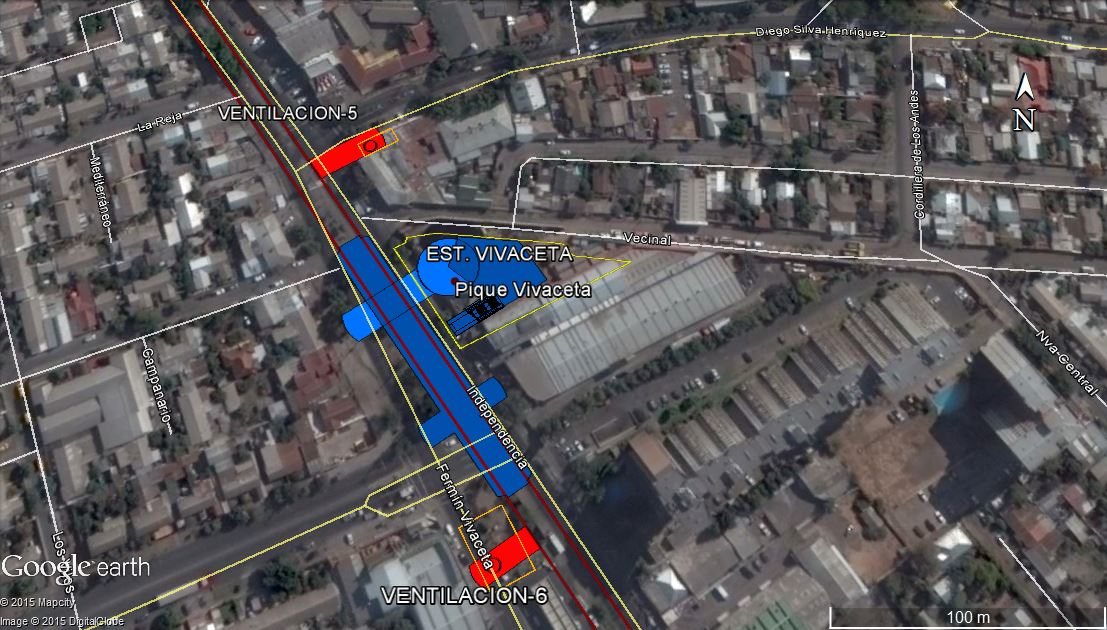 Diego Silva Henriquez
VENTILACION-5
La Reja
N
Mediterráneo
Cordillera de Los Andes
Vecinal
EST. VIVACETA
Pique Vivaceta
Campanario
Nva-Central
Independencia
Fermín-Vivaceta
Google earth
VENTILACION-6
© 2015 Mapcity
Image © 2015 DigitalGlobe
100 m